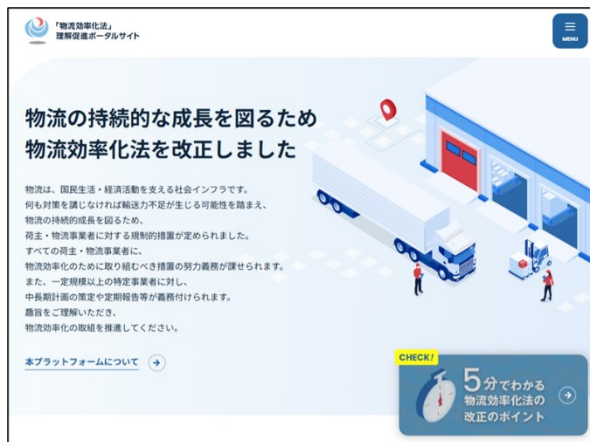 「物流効率化法」
理解促進ポータルサイト
MENU
物流の持続的な成長を図るため
物流効率化法を改正しました
物流は、国民生活・経済活動を支える社会インフラです。
何も対策を講じなければ輸送力不足が生じる可能性を踏まえ、
物流の持続的成長を図るため、
荷主・物流事業者に対する規制的措置が定められました。
すべての荷主・物流事業者に、
物流効率化のために取り組むべき措置の努力義務が課せられます。
また、一定規模以上の特定事業者に対し、
中長期計画の策定や定期報告等が義務付けられます。
趣旨をご理解いただき、
物流効率化の取組を推進してください。
本プラットフォームについて
CHECK!
5分でわかる
物流効率化法の
改正のポイント